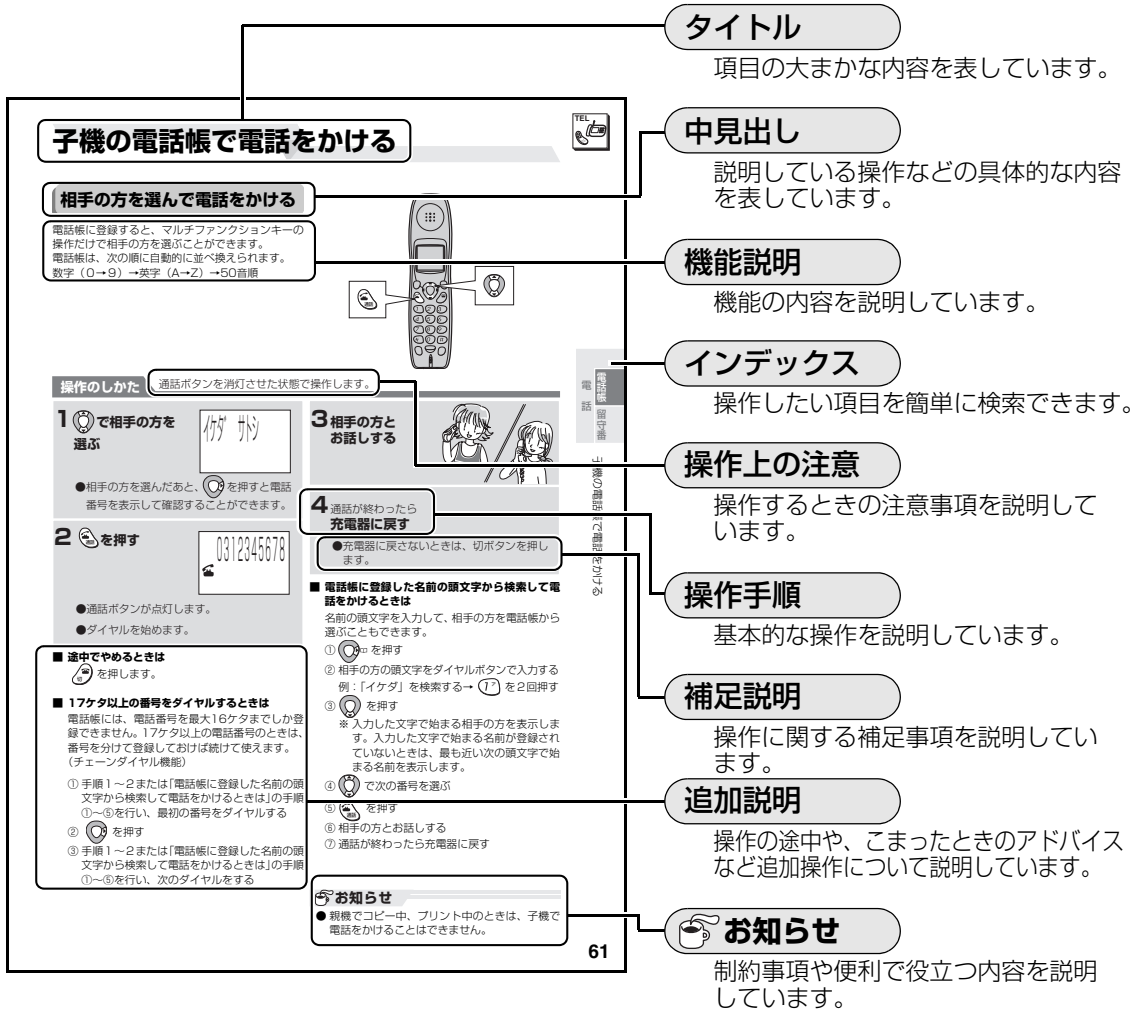 子機の電話帳で電話をかける
TEL
相手の方を選んで電話をかける
電話帳に登録すると、マルチファンクションキーの
操作だけで相手の方を選ぶことができます。
電話帳は、次の順に自動的に並べ換えられます。
数字（0→9）→英字（A→Z）→50音順
操作のしかた
通話ボタンを消灯させた状態で操作します。
1 で相手の方を
選ぶ
ｲｹﾀﾞ ｻﾄｼ
●相手の方を選んだあと、を押すと電話
番号を表示して確認することができます。
2 を押す
0312345678
●通話ボタンが点灯します。
●ダイヤルを始めます。
■ 途中でやめるときは
切 を押します。
■ 17ケタ以上の番号をダイヤルするときは
電話帳には、電話番号を最大16ケタまでしか登
録できません。17ケタ以上の電話番号のときは、
番号を分けて登録しておけば続けて使えます。
（チェーンダイヤル機能）
① 手順1～2または「電話帳に登録した名前の頭
文字から検索して電話をかけるときは」の手順
①～⑤を行い、最初の番号をダイヤルする
② を押す
③ 手順1～2または「電話帳に登録した名前の頭
文字から検索して電話をかけるときは」の手順
①～⑤を行い、次のダイヤルをする
3 相手の方と
お話しする
4 通話が終わったら
充電器に戻す
●充電器に戻さないときは、切ボタンを押し
ます。
■ 電話帳に登録した名前の頭文字から検索して電
話をかけるときは
名前の頭文字を入力して、相手の方を電話帳から
選ぶこともできます。
① を押す
② 相手の方の頭文字をダイヤルボタンで入力する
例：「イケダ」を検索する→ 1ア を2回押す
③ を押す
※ 入力した文字で始まる相手の方を表示しま
す。入力した文字で始まる名前が登録され
ていないときは、最も近い次の頭文字で始
まる名前を表示します。
④ で次の番号を選ぶ
⑤ 通話 を押す
⑥ 相手の方とお話しする
⑦ 通話が終わったら充電器に戻す
お知らせ
● 親機でコピー中、プリント中のときは、子機で
電話をかけることはできません。
電話
電話帳
留守番
子機の電話帳で電話をかける
61
タイトル
項目の大まかな内容を表しています。
中見出し
説明している操作などの具体的な内容
を表しています。
機能説明
機能の内容を説明しています。
インデックス
操作したい項目を簡単に検索できます。
操作上の注意
操作するときの注意事項を説明して
います。
操作手順
基本的な操作を説明しています。
補足説明
操作に関する補足事項を説明してい
ます。
追加説明
操作の途中や、こまったときのアドバイス
など追加操作について説明しています。
お知らせ
制約事項や便利で役立つ内容を説明
しています。